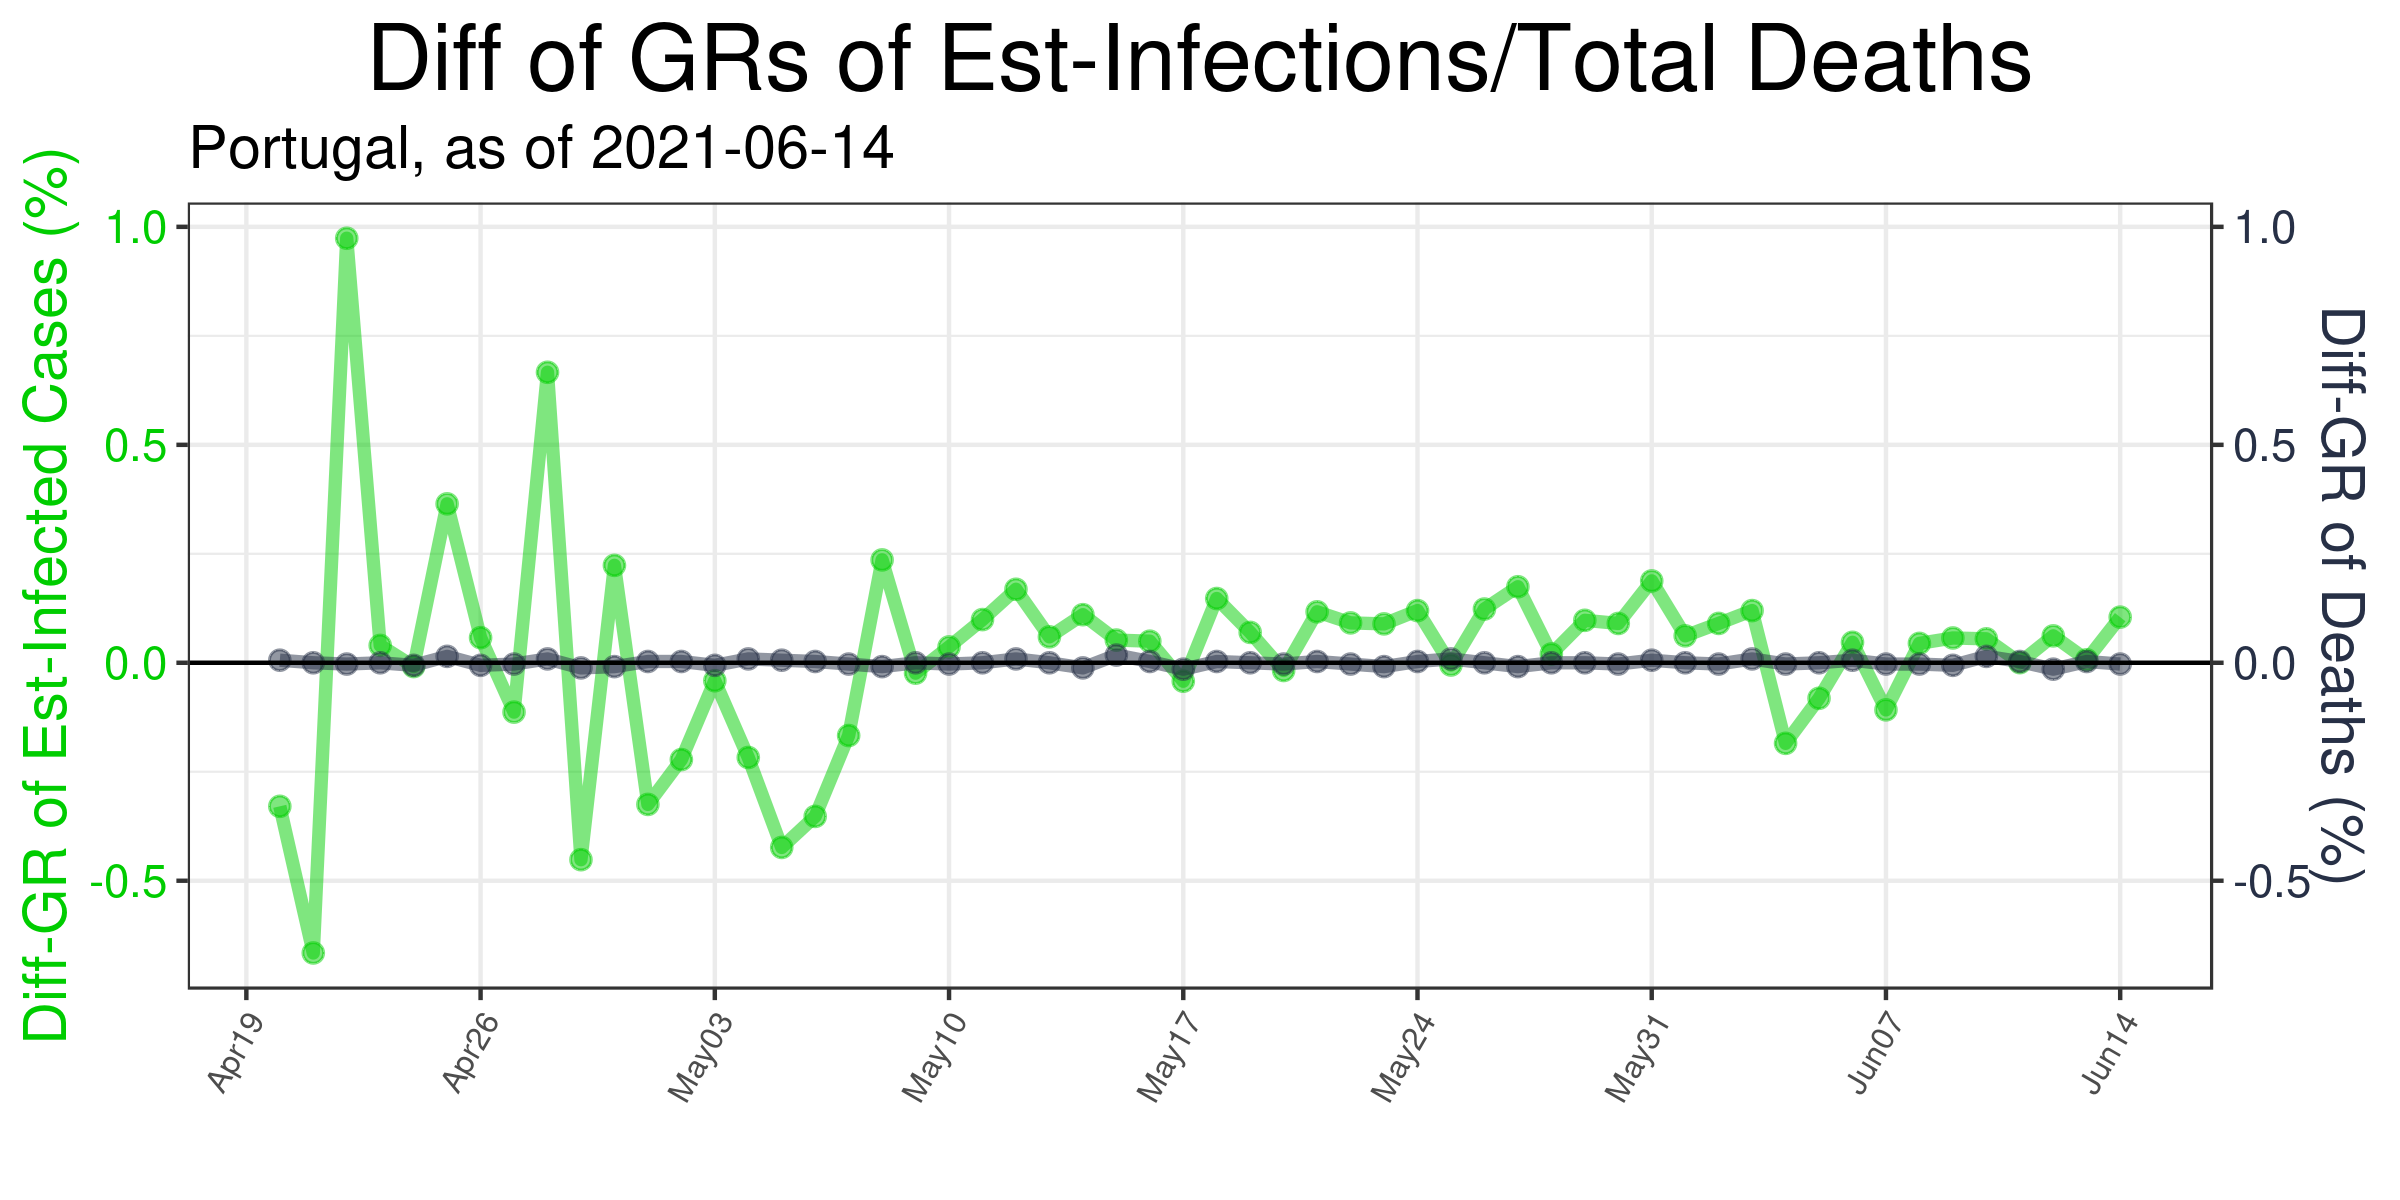 Diff of GRs of Est-Infections/Total Deaths
Portugal, as of 2021-06-14
Diff-GR of Est-Infected Cases (%)
1.0
0.5
0.0
-0.5
1.0
0.5
0.0
-0.5
Diff-GR of Deaths (%)
Apr19
Apr26
May03
May10
May17
May24
May31
Jun07
Jun14